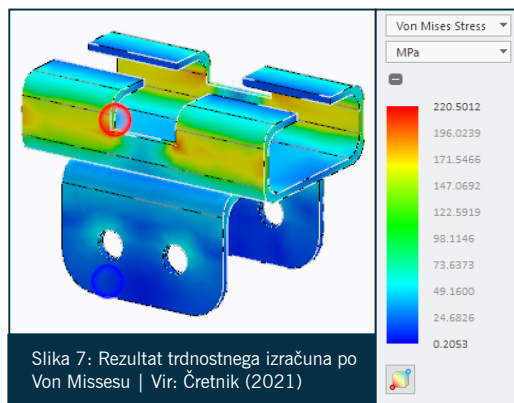 Von Mises Stress
MPa
220.5012
196.0239
171.5466
147.0692
122.5919
98.1146
73.6373
49.1600
24.6826
0.2053
Slika 7: Rezultat trdnostnega izračuna po
Von Missesu | Vir: Čretnik (2021)